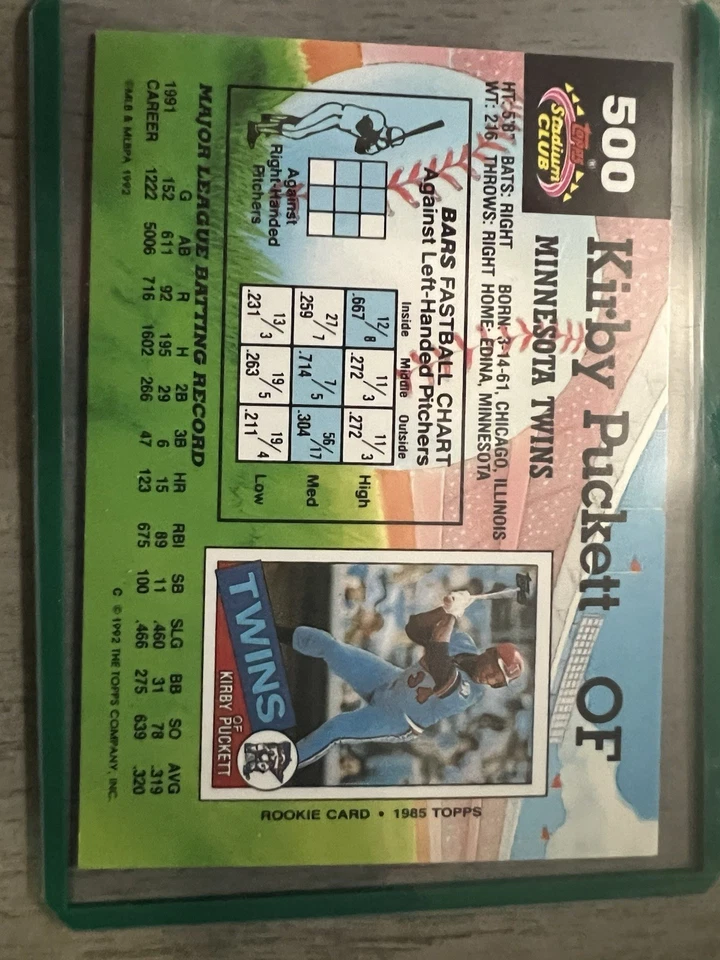 500
Topps
Stadium
CLUB
Kirby Puckett OF
MINNESOTA TWINS
HT: 5'8" BATS: RIGHT BORN: 3-14-61, CHICAGO, ILLINOIS
WT: 216 THROWS: RIGHT HOME: EDINA, MINNESOTA
BARS FASTBALL CHART
Against Left-Handed Pitchers
Inside Middle Outside
12/8 11/3 11/3 High
.667 .272 .272
27/7 7/5 56/17 Med
.259 .714 .304
13/3 19/5 19/4 Low
.231 .263 .211
Against
Right-Handed
Pitchers
MAJOR LEAGUE BATTING RECORD
G AB R H 2B 3B HR RBI SB SLG BB SO AVG
1991 152 611 92 195 29 6 15 89 11 .460 31 78 .319
CAREER 1222 5006 716 1602 266 47 123 675 100 .466 275 639 .320
©MLB & MLBPA 1992
C © 1992 THE TOPPS COMPANY, INC.
Topps
34
TWINS
OF
KIRBY PUCKETT
ROOKIE CARD • 1985 TOPPS